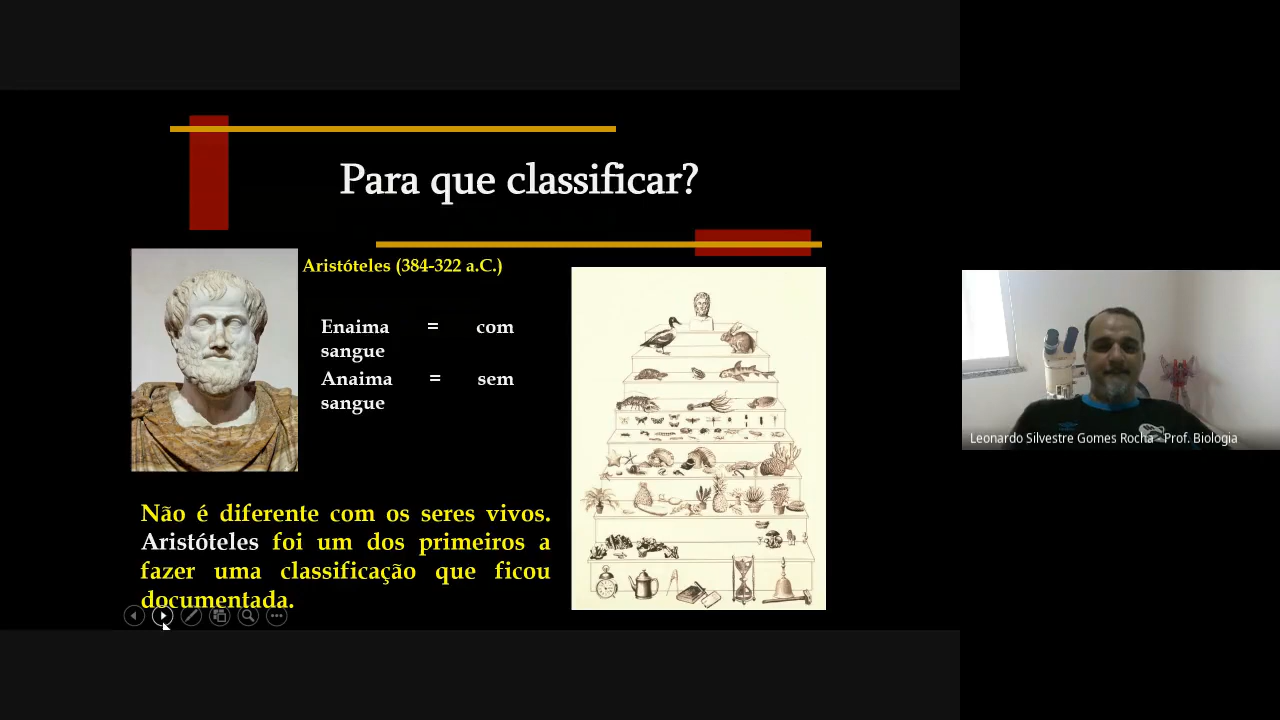 Para que classificar?
Aristóteles (384-322 a.C.)
Enaima = com
sangue
Anaima = sem
sangue
Não é diferente com os seres vivos.
Aristóteles foi um dos primeiros a
fazer uma classificação que ficou
documentada.
Leonardo Silvestre Gomes Rocha - Prof. Biologia